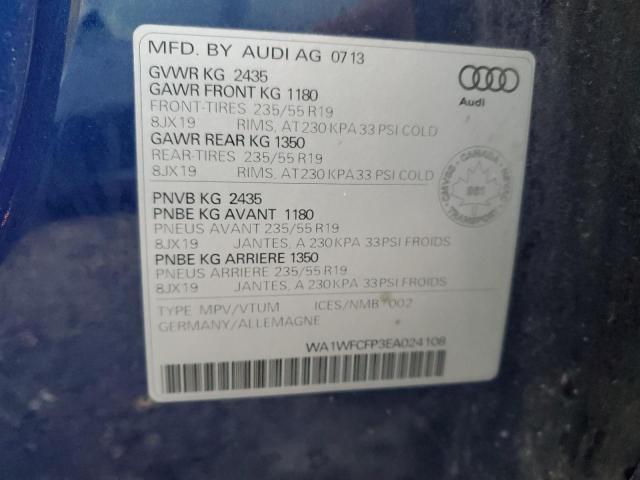 MFD. BY AUDI AG 0713
GVWR KG 2435
GAWR FRONT KG 1180
FRONT-TIRES 235/55 R19
8JX19 RIMS, AT 230 KPA 33 PSI COLD
GAWR REAR KG 1350
REAR-TIRES 235/55 R19
8JX19 RIMS, AT 230 KPA 33 PSI COLD
Audi
CANADA
TRANSPORT
PNVB KG 2435
PNBE KG AVANT 1180
PNEUS AVANT 235/55 R19
8JX19 JANTES, A 230 KPA 33 PSI FROIDS
PNBE KG ARRIERE 1350
PNEUS ARRIERE 235/55 R19
8JX19 JANTES, A 230 KPA 33 PSI FROIDS
TYPE MPV/VTUM ICES/NMB 002
GERMANY/ALLEMAGNE
WA1WFCFP3EA024108